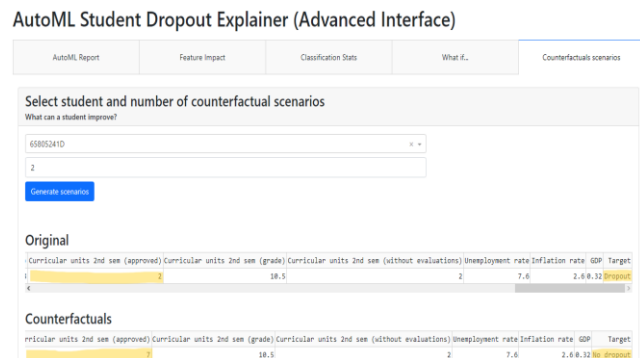 AutoML Student Dropout Explainer (Advanced Interface)
AutoML Report Feature Impact Classification Stats What if... Counterfactuals scenarios
Select student and number of counterfactual scenarios
What can a student improve?
65805241D
2
Generate scenarios
Original
Curricular units 2nd sem (approved) Curricular units 2nd sem (grade) Curricular units 2nd sem (without evaluations) Unemployment rate Inflation rate GDP Target
2 10.5 2 7.6 2.6 0.32 Dropout
Counterfactuals
rricular units 2nd sem (approved) Curricular units 2nd sem (grade) Curricular units 2nd sem (without evaluations) Unemployment rate Inflation rate GDP Target
7 10.5 2 7.6 2.6 0.32 No dropout